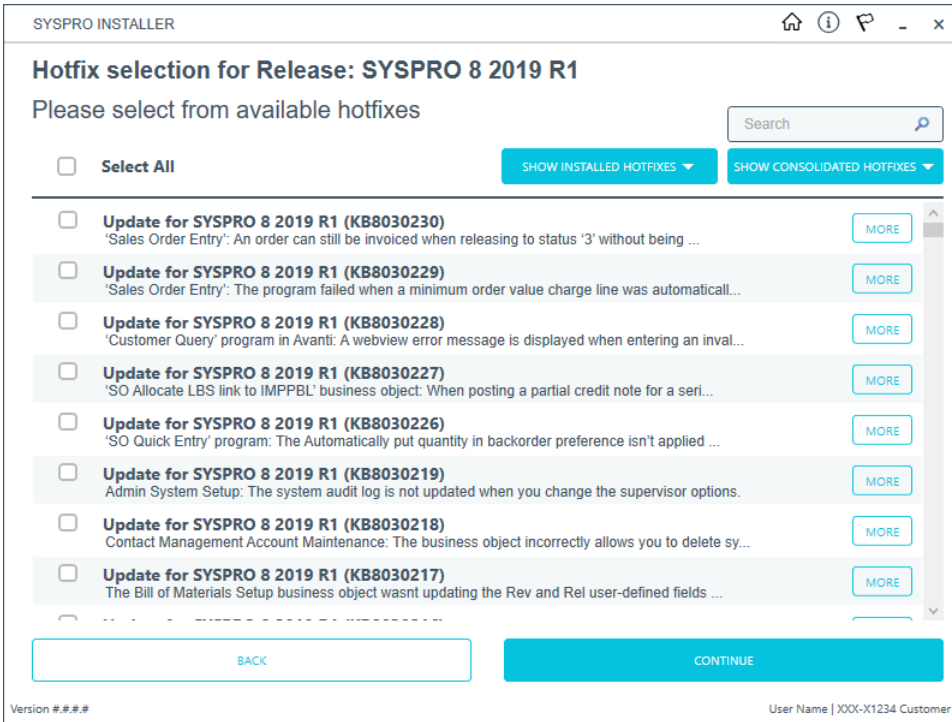 SYSPRO INSTALLER
Hotfix selection for Release: SYSPRO 8 2019 R1
Please select from available hotfixes
Search
Select All
SHOW INSTALLED HOTFIXES
SHOW CONSOLIDATED HOTFIXES
Update for SYSPRO 8 2019 R1 (KB8030230)
‘Sales Order Entry’: An order can still be invoiced when releasing to status ‘3’ without being ...
MORE
Update for SYSPRO 8 2019 R1 (KB8030229)
‘Sales Order Entry’: The program failed when a minimum order value charge line was automaticall...
MORE
Update for SYSPRO 8 2019 R1 (KB8030228)
‘Customer Query’ program in Avanti: A webview error message is displayed when entering an inval...
MORE
Update for SYSPRO 8 2019 R1 (KB8030227)
‘SO Allocate LBS link to IMPPBL’ business object: When posting a partial credit note for a seri...
MORE
Update for SYSPRO 8 2019 R1 (KB8030226)
‘SO Quick Entry’ program: The Automatically put quantity in backorder preference isn’t applied ...
MORE
Update for SYSPRO 8 2019 R1 (KB8030219)
Admin System Setup: The system audit log is not updated when you change the supervisor options.
MORE
Update for SYSPRO 8 2019 R1 (KB8030218)
Contact Management Account Maintenance: The business object incorrectly allows you to delete sy...
MORE
Update for SYSPRO 8 2019 R1 (KB8030217)
The Bill of Materials Setup business object wasnt updating the Rev and Rel user-defined fields ...
MORE
BACK
CONTINUE
Version #.#.#.#
User Name | XXX-X1234 Customer